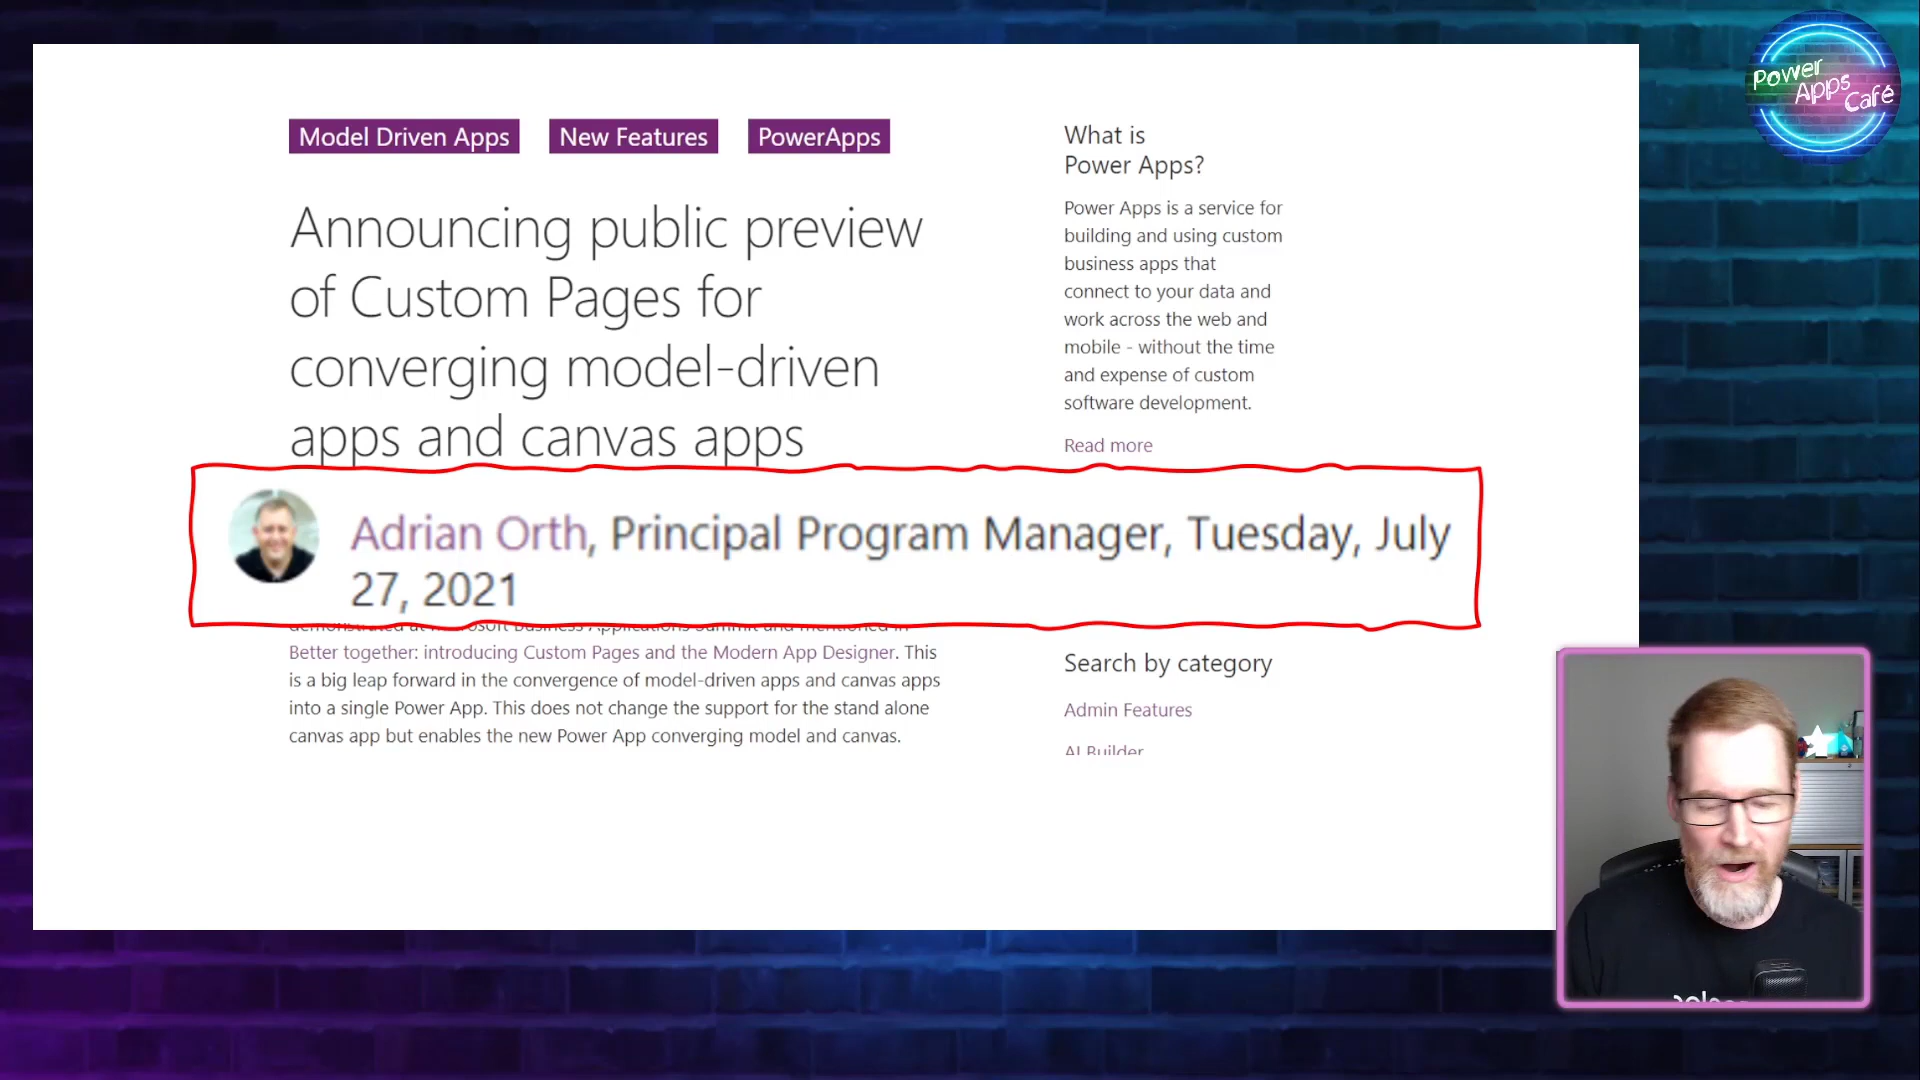 Power
Apps
Café
Model Driven Apps
New Features
PowerApps
Announcing public preview
of Custom Pages for
converging model-driven
apps and canvas apps
Adrian Orth, Principal Program Manager, Tuesday, July
27, 2021
Better together: introducing Custom Pages and the Modern App Designer. This
is a big leap forward in the convergence of model-driven apps and canvas apps
into a single Power App. This does not change the support for the stand alone
canvas app but enables the new Power App converging model and canvas.
What is
Power Apps?
Power Apps is a service for
building and using custom
business apps that
connect to your data and
work across the web and
mobile - without the time
and expense of custom
software development.
Read more
Search by category
Admin Features
AI Builder